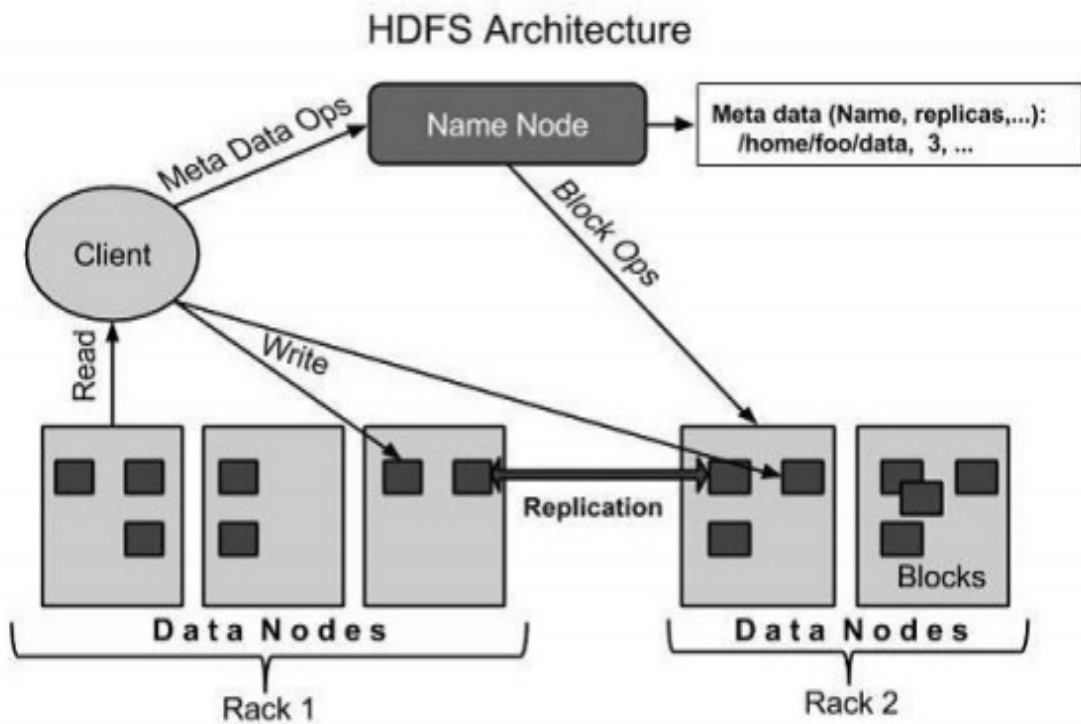 HDFS Architecture
Meta Data Ops
Name Node
Meta data (Name, replicas,...):
/home/foo/data, 3, ...
Block Ops
Client
Read
Write
Replication
Blocks
Data Nodes
Data Nodes
Rack 1
Rack 2